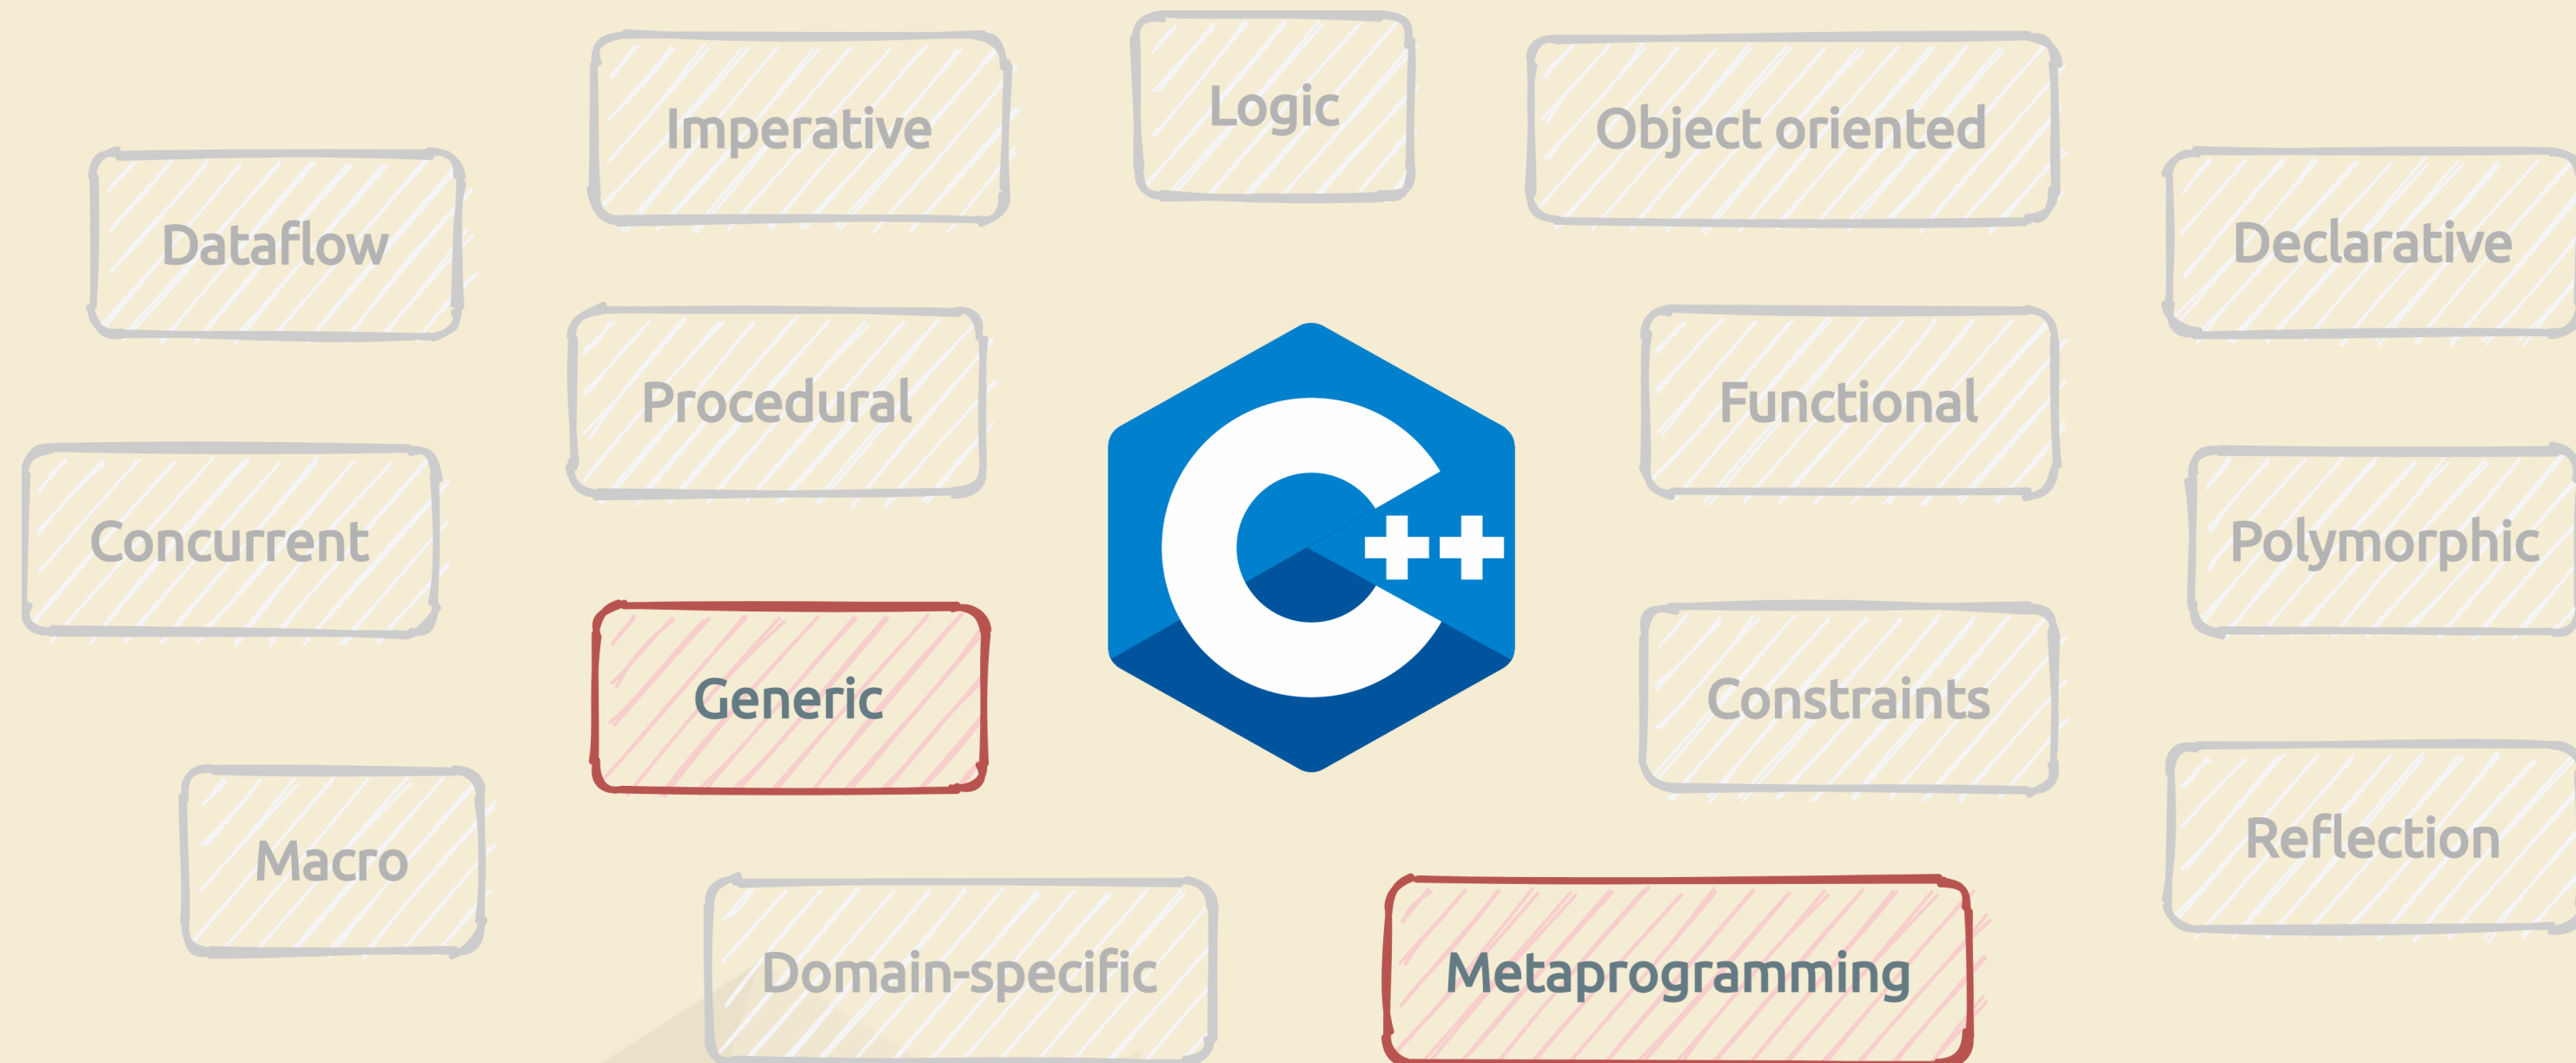 Logic
Imperative
Object oriented
Dataflow
Declarative
Procedural
Functional
Concurrent
C++
Polymorphic
Generic
Constraints
Macro
Reflection
Domain-specific
Metaprogramming